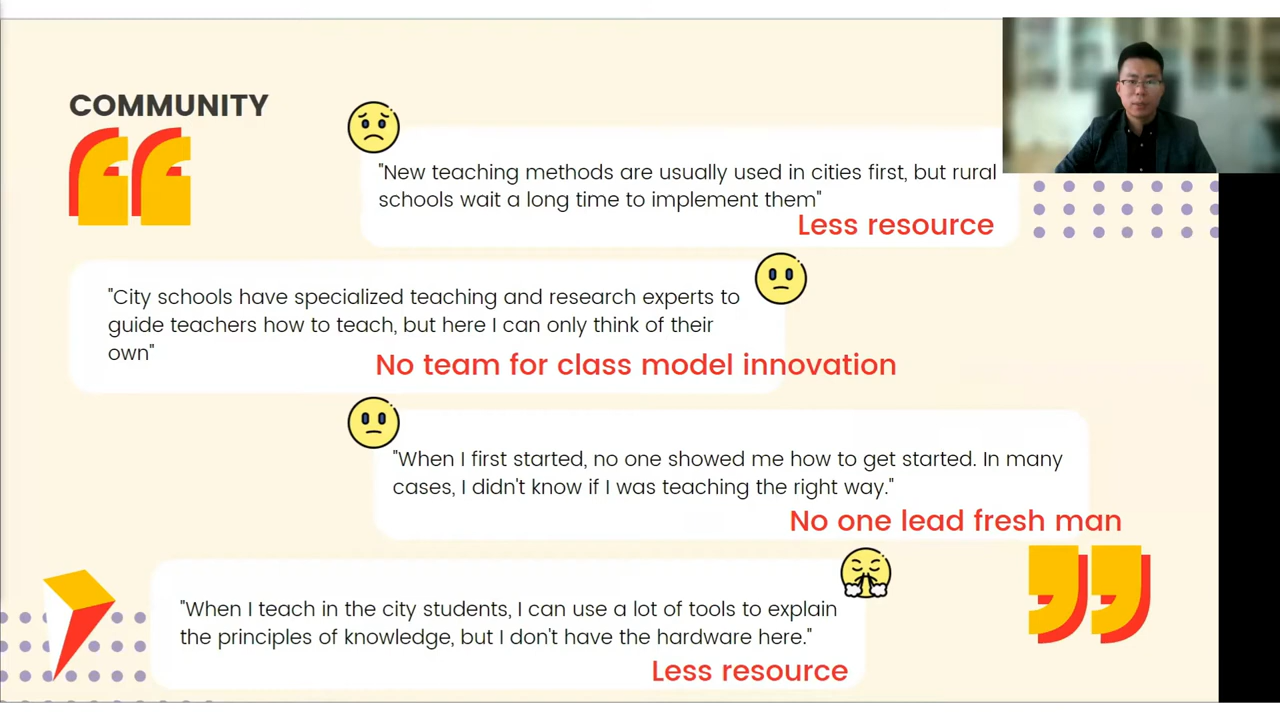 COMMUNITY
"New teaching methods are usually used in cities first, but rural
schools wait a long time to implement them"
Less resource
"City schools have specialized teaching and research experts to
guide teachers how to teach, but here I can only think of their
own"
No team for class model innovation
"When I first started, no one showed me how to get started. In many
cases, I didn't know if I was teaching the right way."
No one lead fresh man
"When I teach in the city students, I can use a lot of tools to explain
the principles of knowledge, but I don't have the hardware here."
Less resource